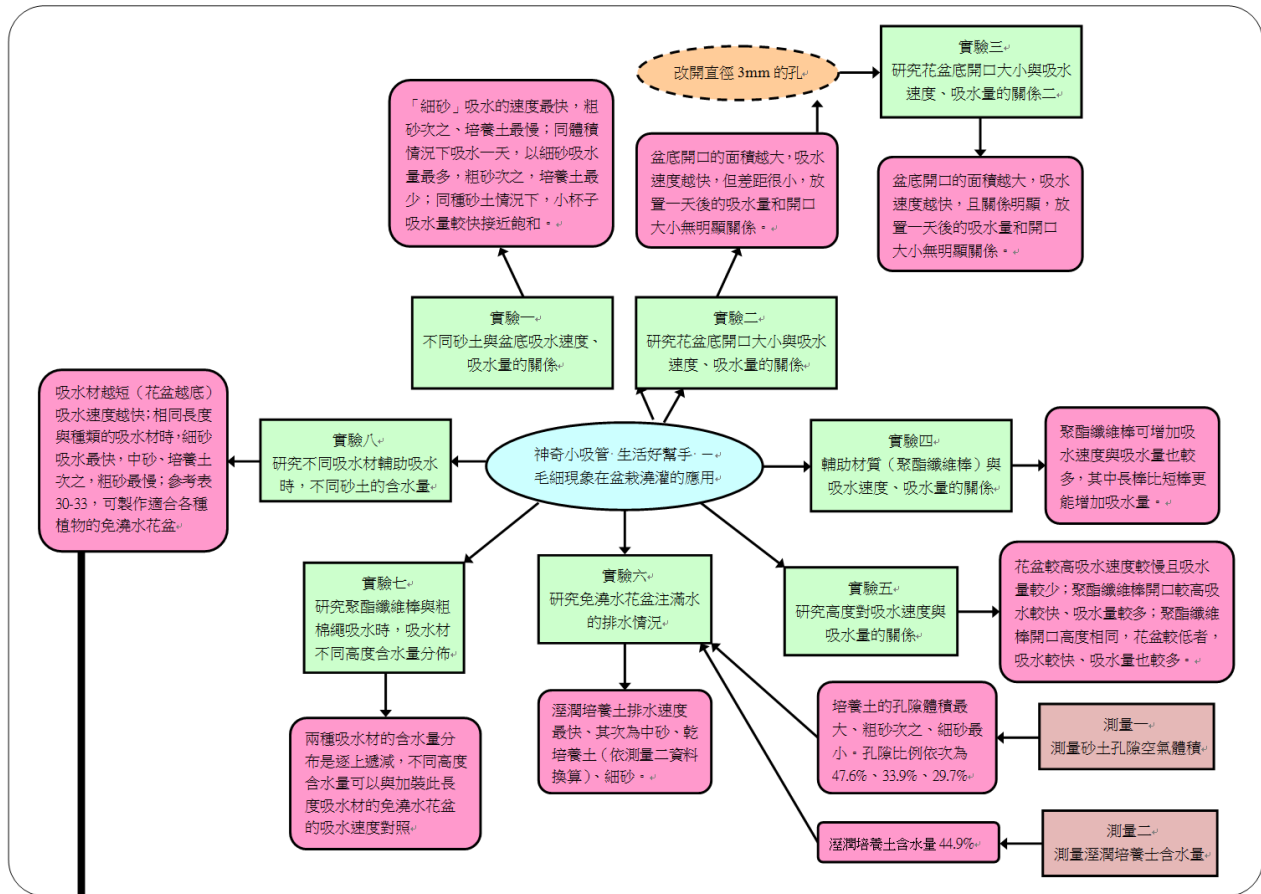 實驗三
研究花盆底開口大小與吸水
速度、吸水量的關係二
改開直徑 3mm 的孔
「細砂」吸水的速度最快，粗
砂次之、培養土最慢；同體積
情況下吸水一天，以細砂吸水
量最多，粗砂次之，培養土最
少；同種砂土情況下，小杯子
吸水量較快接近飽和。
盆底開口的面積越大，吸水
速度越快，但差距很小，放
置一天後的吸水量和開口
大小無明顯關係。
盆底開口的面積越大，吸水
速度越快，且關係明顯，放
置一天後的吸水量和開口
大小無明顯關係。
實驗一
不同砂土與盆底吸水速度、
吸水量的關係
實驗二
研究花盆底開口大小與吸水
速度、吸水量的關係
吸水材越短（花盆越底）
吸水速度越快；相同長度
與種類的吸水材時，細砂
吸水最快，中砂、培養土
次之，粗砂最慢；參考表
30-33，可製作適合各種
植物的免澆水花盆
實驗八
研究不同吸水材輔助吸水
時，不同砂土的含水量
神奇小吸管 生活好幫手 －
毛細現象在盆栽澆灌的應用
實驗四
輔助材質（聚酯纖維棒）與
吸水速度、吸水量的關係
聚酯纖維棒可增加吸
水速度與吸水量也較
多，其中長棒比短棒更
能增加吸水量。
實驗七
研究聚酯纖維棒與粗
棉繩吸水時，吸水材
不同高度含水量分佈
實驗六
研究免澆水花盆注滿水
的排水情況
實驗五
研究高度對吸水速度與
吸水量的關係
花盆較高吸水速度較慢且吸水
量較少；聚酯纖維棒開口較高吸
水較快、吸水量較多；聚酯纖維
棒開口高度相同，花盆較低者，
吸水較快、吸水量也較多。
兩種吸水材的含水量分
布是逐上遞減，不同高度
含水量可以與加裝此長
度吸水材的免澆水花盆
的吸水速度對照
溼潤培養土排水速度
最快、其次為中砂、乾
培養土（依測量二資料
換算）、細砂。
培養土的孔隙體積最
大、粗砂次之、細砂最
小。孔隙比例依次為
47.6%、33.9%、29.7%
測量一
測量砂土孔隙空氣體積
溼潤培養土含水量 44.9%
測量二
測量溼潤培養土含水量